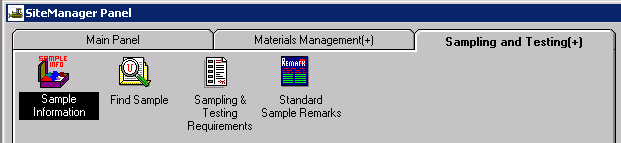 SiteManager Panel
Main Panel
Materials Management(+)
Sampling and Testing(+)
SAMPLE
INFO
REMARK
Sample
Information
Find Sample
Sampling &
Testing
Requirements
Standard
Sample Remarks